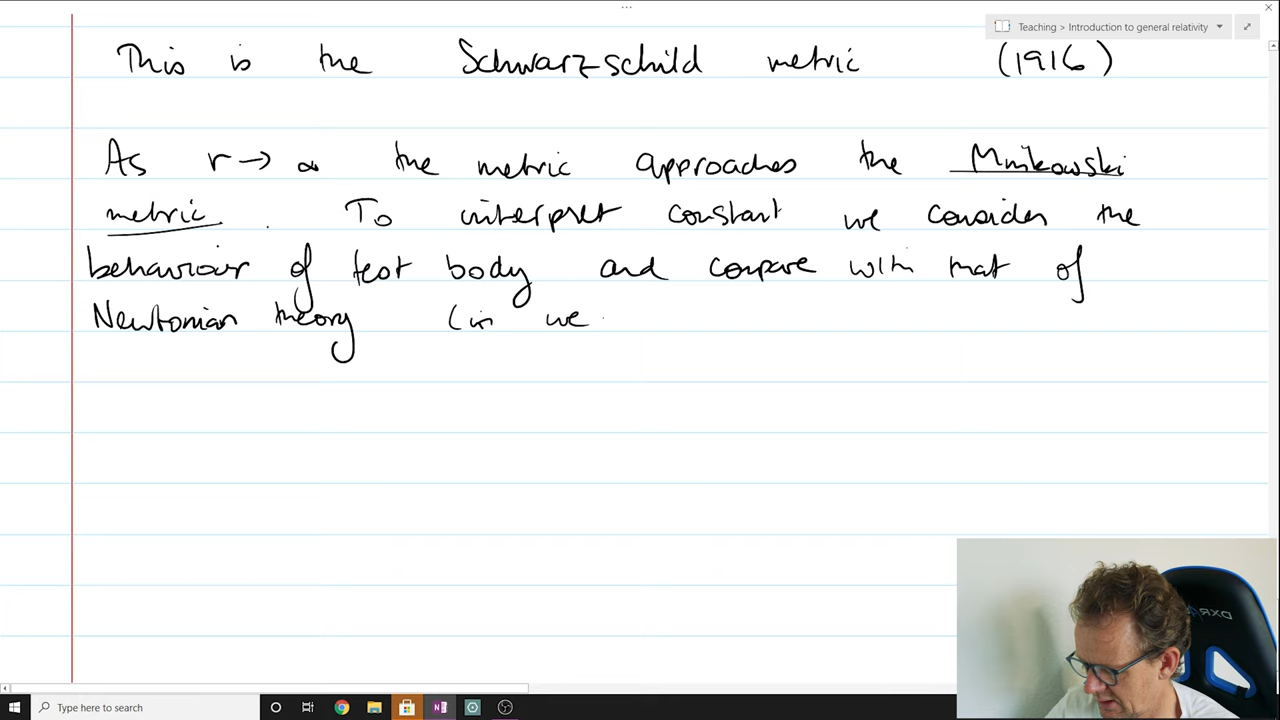 Teaching > Introduction to general relativity
This is the Schwarzschild metric (1916)
As r → ∞ the metric approaches the Minkowski
metric. To interpret constant we consider the
behaviour of test body and compare with that of
Newtonian theory (in we
DXR
Type here to search